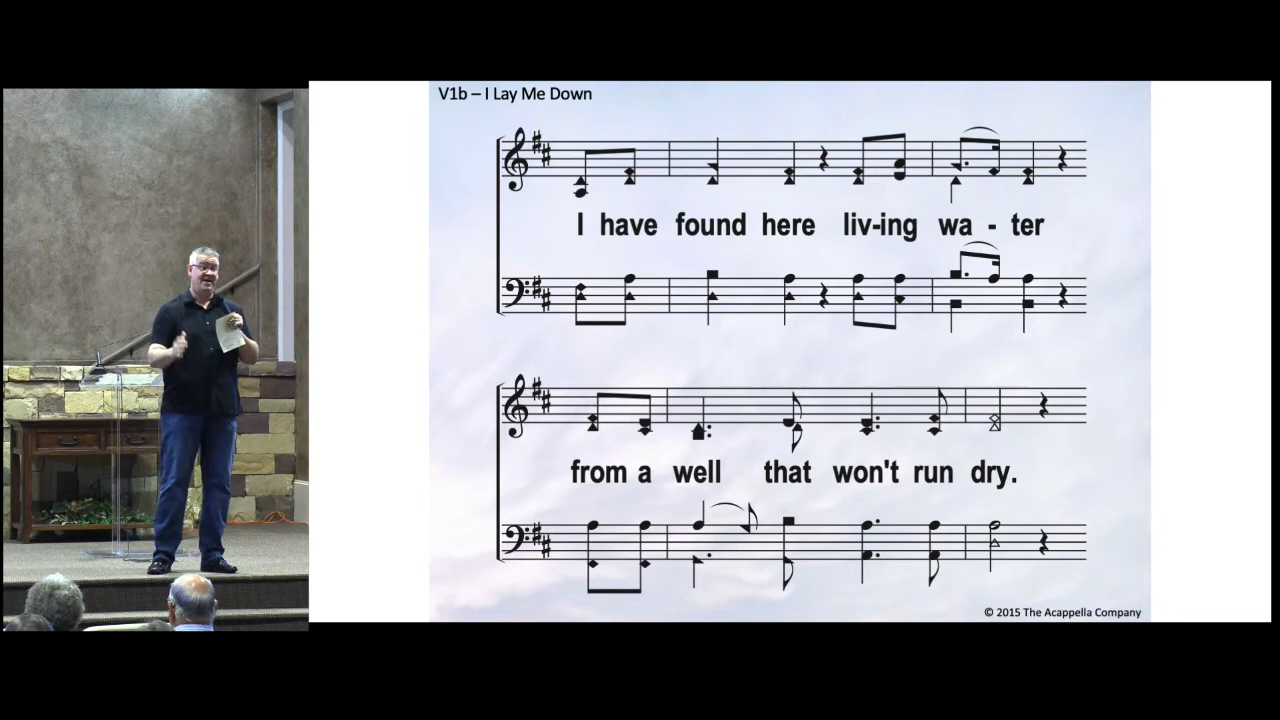 V1b – I Lay Me Down
I have found here liv-ing wa - ter
from a well that won't run dry.
© 2015 The Acappella Company